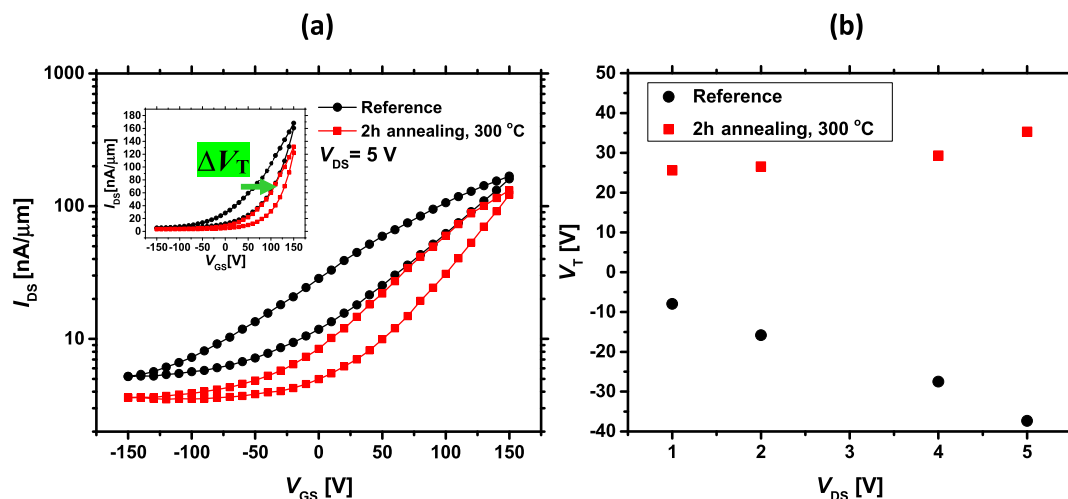 (a)
1000
100
10
I_DS [nA/μm]
-150 -100 -50 0 50 100 150
V_GS [V]
Reference
2h annealing, 300 °C
V_DS = 5 V
180
160
140
120
100
80
60
40
20
0
I_DS[nA/μm]
ΔV_T
-150 -100 -50 0 50 100 150
V_GS[V]
(b)
50
40
30
20
10
0
-10
-20
-30
-40
V_T [V]
Reference
2h annealing, 300 °C
1 2 3 4 5
V_DS [V]